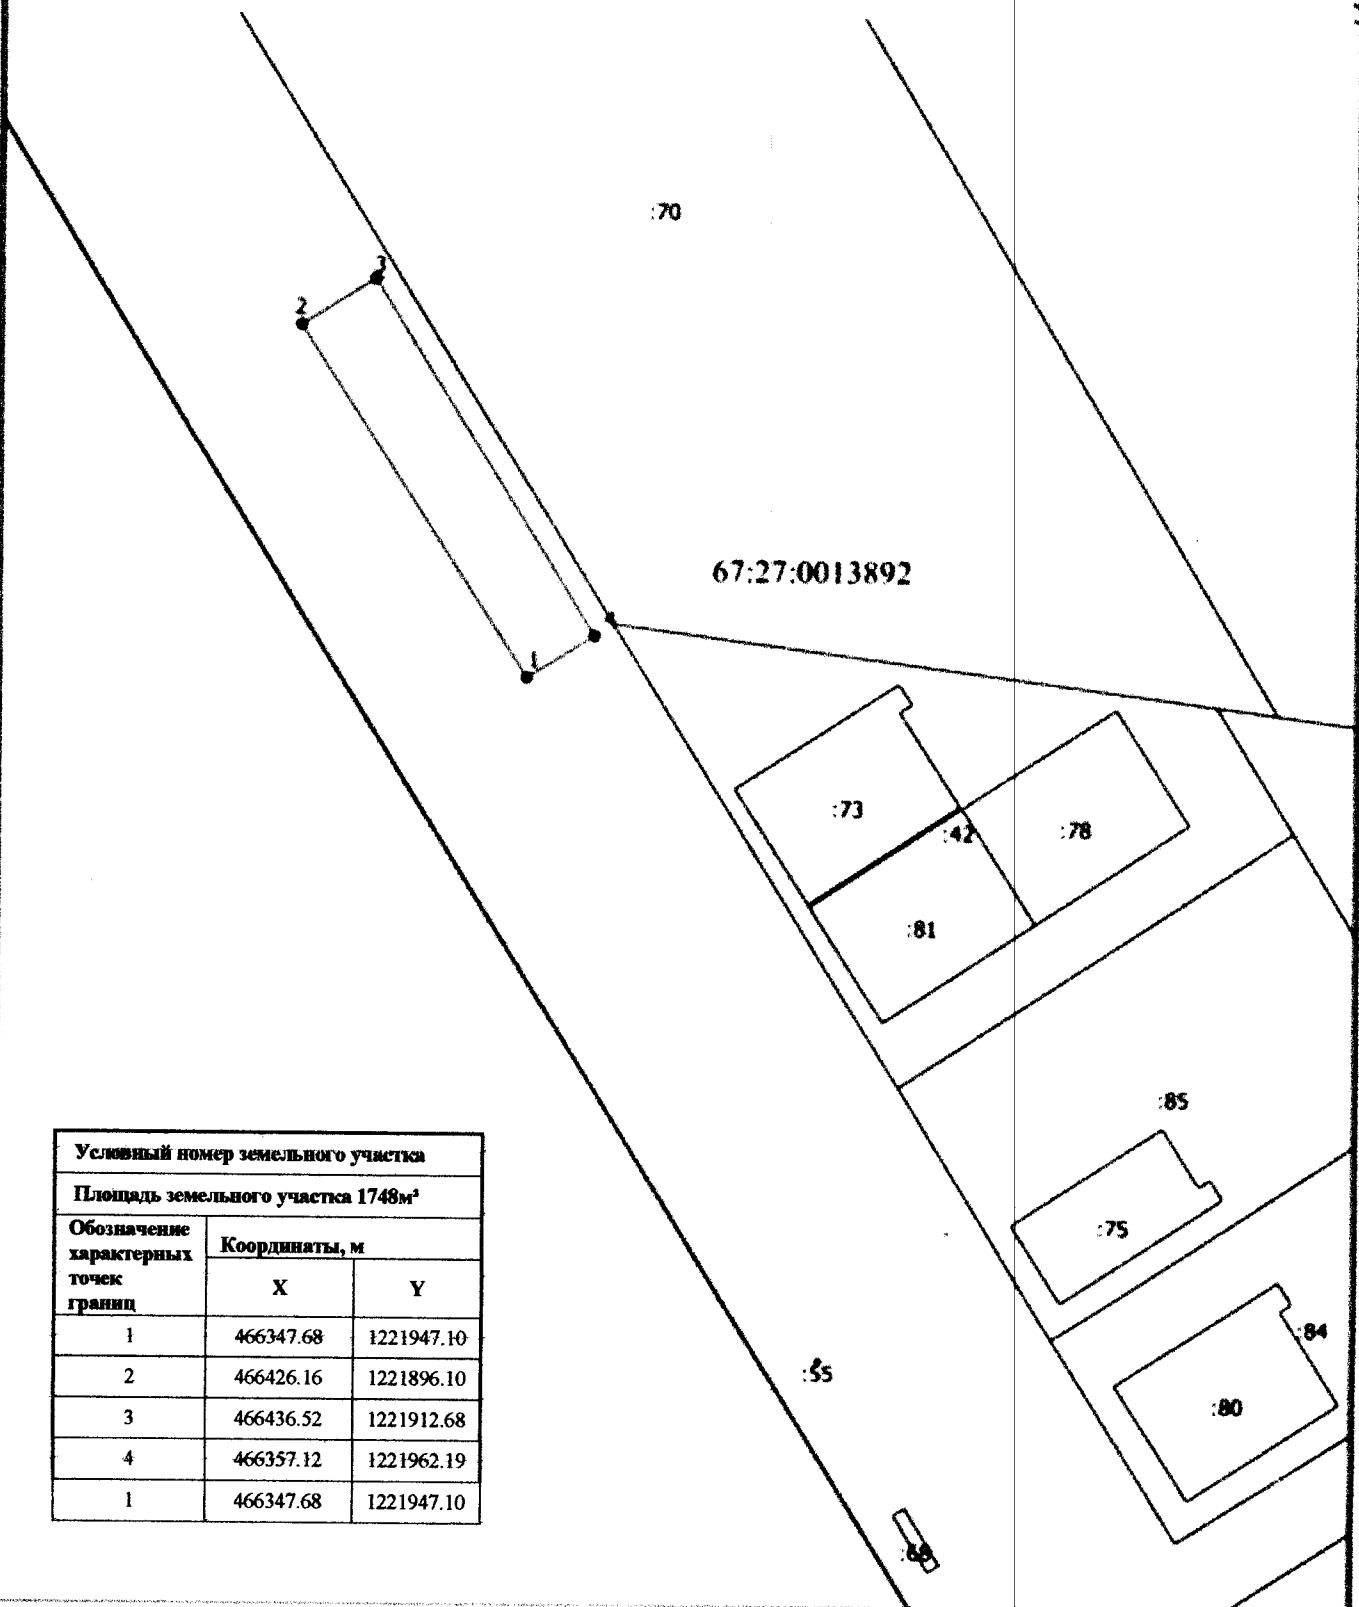 :70
3
2
67:27:0013892
4
1
:73
:42
:78
:81
:85
:75
:84
:55
:80
:68
Условный номер земельного участка
Площадь земельного участка 1748м²
Обозначение
характерных
точек
границ
Координаты, м
X Y
1 466347.68 1221947.10
2 466426.16 1221896.10
3 466436.52 1221912.68
4 466357.12 1221962.19
1 466347.68 1221947.10